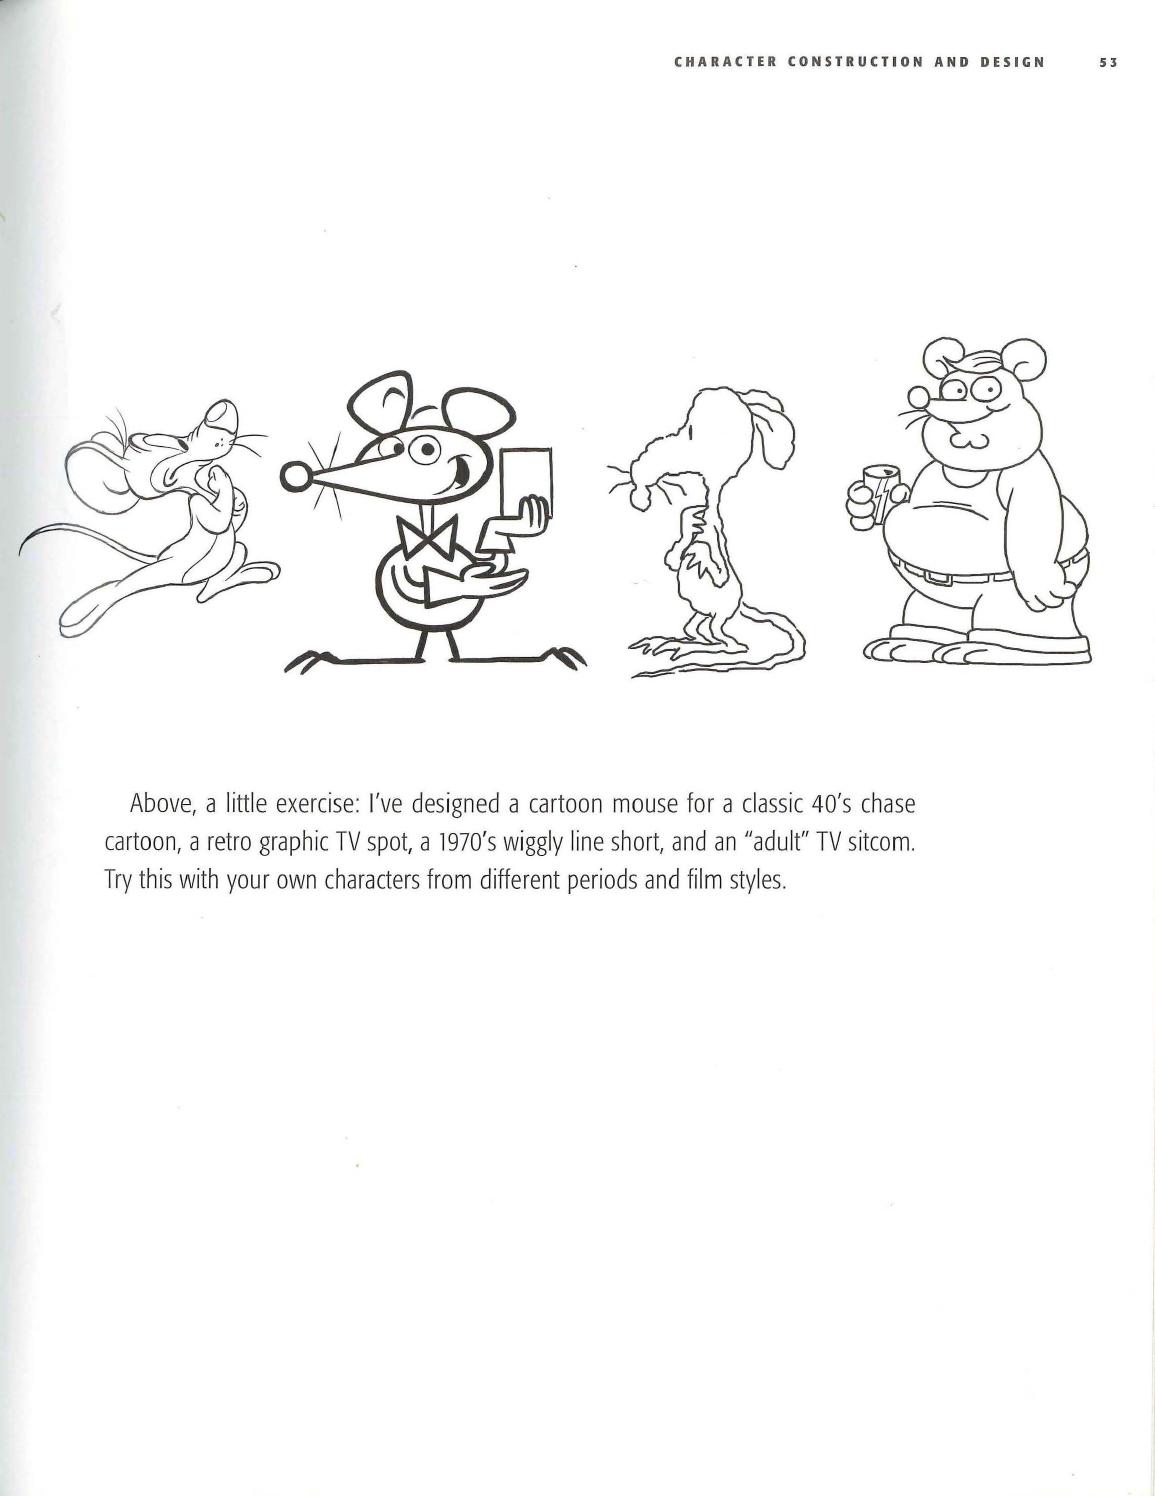 CHARACTER CONSTRUCTION AND DESIGN 53
Above, a little exercise: I've designed a cartoon mouse for a classic 40's chase
cartoon, a retro graphic TV spot, a 1970's wiggly line short, and an "adult" TV sitcom.
Try this with your own characters from different periods and film styles.